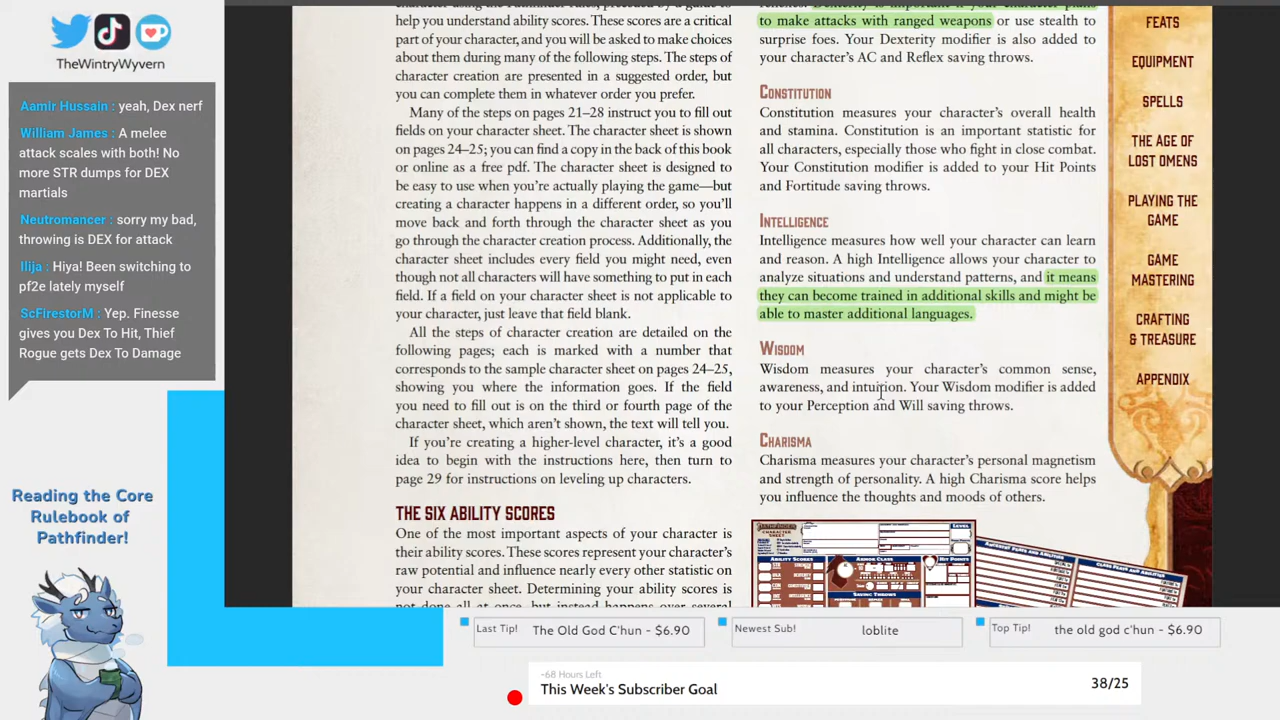 TheWintryWyvern
Aamir Hussain : yeah, Dex nerf
William James : A melee
attack scales with both! No
more STR dumps for DEX
martials
Neutromancer : sorry my bad,
throwing is DEX for attack
Ilija : Hiya! Been switching to
pf2e lately myself
ScFirestorM : Yep. Finesse
gives you Dex To Hit, Thief
Rogue gets Dex To Damage
Reading the Core
Rulebook of
Pathfinder!
help you understand ability scores. These scores are a critical
part of your character, and you will be asked to make choices
about them during many of the following steps. The steps of
character creation are presented in a suggested order, but
you can complete them in whatever order you prefer.
Many of the steps on pages 21–28 instruct you to fill out
fields on your character sheet. The character sheet is shown
on pages 24–25; you can find a copy in the back of this book
or online as a free pdf. The character sheet is designed to
be easy to use when you're actually playing the game—but
creating a character happens in a different order, so you'll
move back and forth through the character sheet as you
go through the character creation process. Additionally, the
character sheet includes every field you might need, even
though not all characters will have something to put in each
field. If a field on your character sheet is not applicable to
your character, just leave that field blank.
All the steps of character creation are detailed on the
following pages; each is marked with a number that
corresponds to the sample character sheet on pages 24–25,
showing you where the information goes. If the field
you need to fill out is on the third or fourth page of the
character sheet, which aren't shown, the text will tell you.
If you're creating a higher-level character, it's a good
idea to begin with the instructions here, then turn to
page 29 for instructions on leveling up characters.
THE SIX ABILITY SCORES
One of the most important aspects of your character is
their ability scores. These scores represent your character's
raw potential and influence nearly every other statistic on
your character sheet. Determining your ability scores is
not done all at once, but instead happens over several
to make attacks with ranged weapons or use stealth to
surprise foes. Your Dexterity modifier is also added to
your character's AC and Reflex saving throws.
CONSTITUTION
Constitution measures your character's overall health
and stamina. Constitution is an important statistic for
all characters, especially those who fight in close combat.
Your Constitution modifier is added to your Hit Points
and Fortitude saving throws.
INTELLIGENCE
Intelligence measures how well your character can learn
and reason. A high Intelligence allows your character to
analyze situations and understand patterns, and it means
they can become trained in additional skills and might be
able to master additional languages.
WISDOM
Wisdom measures your character's common sense,
awareness, and intuition. Your Wisdom modifier is added
to your Perception and Will saving throws.
CHARISMA
Charisma measures your character's personal magnetism
and strength of personality. A high Charisma score helps
you influence the thoughts and moods of others.
CHARACTER SHEET
LEVEL
ABILITY SCORES
ARMOR CLASS
HIT POINTS
SAVING THROWS
CLASS FEATS AND ABILITIES
FEATS
EQUIPMENT
SPELLS
THE AGE OF
LOST OMENS
PLAYING THE
GAME
GAME
MASTERING
CRAFTING
& TREASURE
APPENDIX
Last Tip!
The Old God C'hun - $6.90
Newest Sub!
loblite
Top Tip!
the old god c'hun - $6.90
~68 Hours Left
This Week's Subscriber Goal
38/25